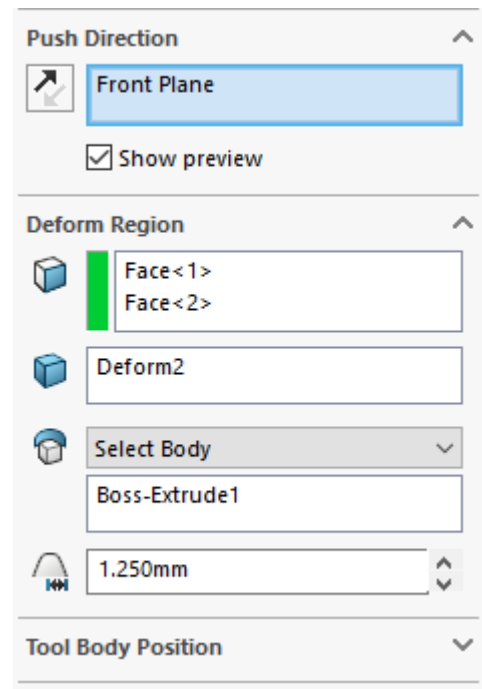 Push Direction
Front Plane
Show preview
Deform Region
Face<1>
Face<2>
Deform2
Select Body
Boss-Extrude1
1.250mm
Tool Body Position